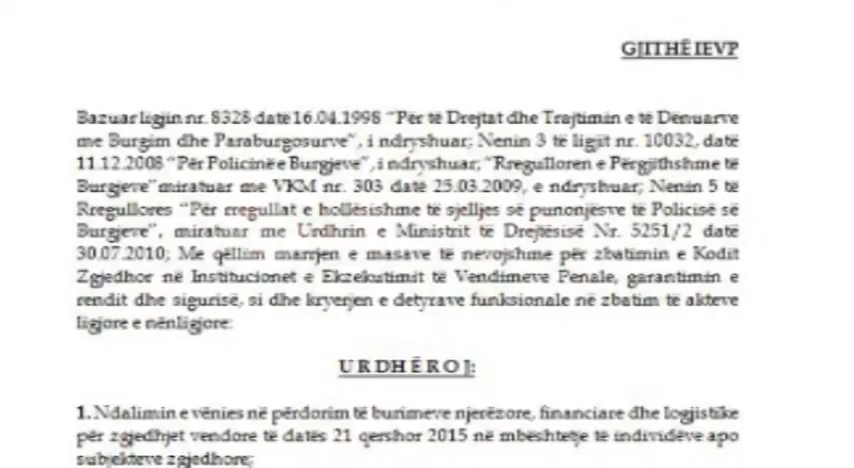 GJITHË IEVP
Bazuar ligjin nr. 8328 datë 16.04.1998 "Për të Drejtat dhe Trajtimin e të Dënuarve
me Burgim dhe Paraburgosurve", i ndryshuar; Nenin 3 të ligjit nr. 10032, datë
11.12.2008 "Për Policinë e Burgjeve", i ndryshuar; "Rregulloren e Përgjithshme të
Burgjeve" miratuar me VKM nr. 303 datë 25.03.2009, e ndryshuar; Nenin 5 të
Rregullores "Për rregullat e hollësishme të sjelljes së punonjësve të Policisë së
Burgjeve", miratuar me Urdhrin e Ministrit të Drejtësisë Nr. 5251/2 datë
30.07.2010; Me qëllim marrjen e masave të nevojshme për zbatimin e Kodit
Zgjedhor në Institucionet e Ekzekutimit të Vendimeve Penale, garantimin e
rendit dhe sigurisë, si dhe kryerjen e detyrave funksionale në zbatim të akteve
ligjore e nënligjore:
U R DH Ë R O J:
1. Ndalimin e vënies në përdorim të burimeve njerëzore, financiare dhe logjistike
për zgjedhjet vendore të datës 21 qershor 2015 në mbështetje të individëve apo
subjekteve zgjedhore;